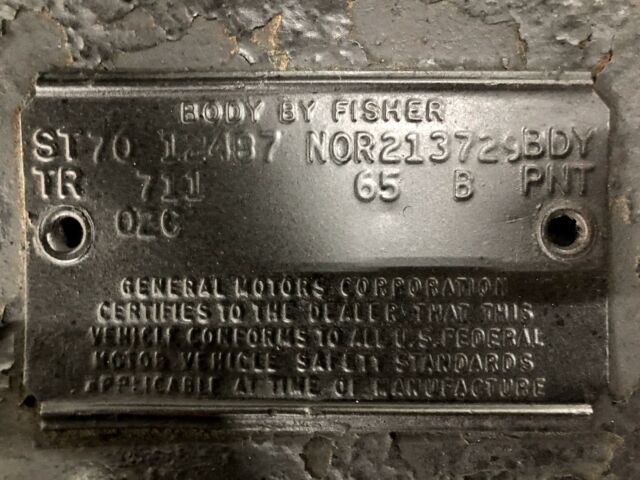 BODY BY FISHER
ST70 12487 NOR213729 BDY
TR 711 65 B PNT
02C
GENERAL MOTORS CORPORATION
CERTIFIES TO THE DEALER THAT THIS
VEHICLE CONFORMS TO ALL U.S. FEDERAL
MOTOR VEHICLE SAFETY STANDARDS
APPLICABLE AT TIME OF MANUFACTURE